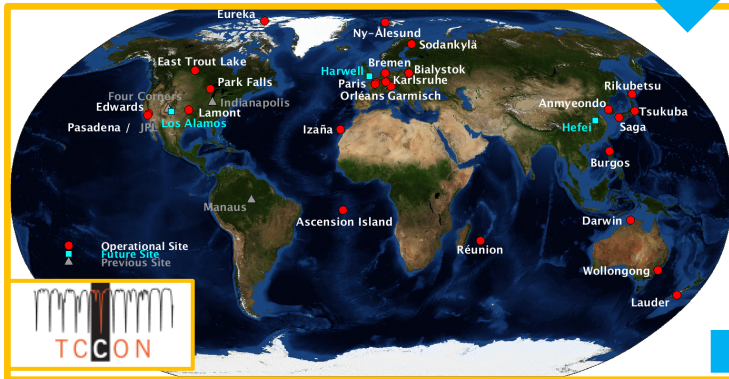 Eureka
Ny-Ålesund
Sodankylä
East Trout Lake
Bremen
Harwell
Bialystok
Park Falls
Paris
Karlsruhe
Four Corners
Indianapolis
Orléans Garmisch
Rikubetsu
Edwards
Lamont
Anmyeondo
Tsukuba
Pasadena / JPL
Los Alamos
Izaña
Hefei
Saga
Burgos
Manaus
Ascension Island
Darwin
Réunion
Operational Site
Future Site
Previous Site
Wollongong
Lauder
TCCON